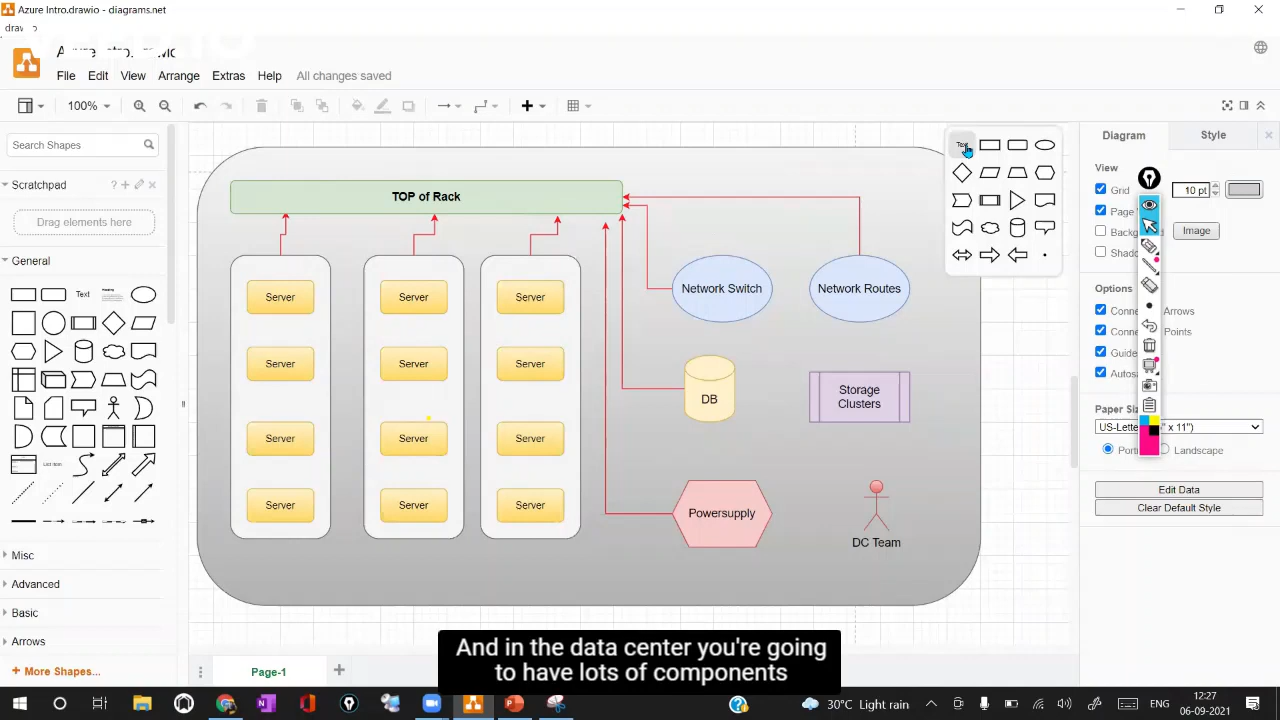 Azure Intro.drawio - diagrams.net
File Edit View Arrange Extras Help All changes saved
100%
Search Shapes
Scratchpad
Drag elements here
General
Text
Heading
List Item
Misc
Advanced
Basic
Arrows
+ More Shapes...
TOP of Rack
Server Server Server
Server Server Server
Server Server Server
Server Server Server
Network Switch
Network Routes
DB
Storage
Clusters
Powersupply
DC Team
Text
Diagram Style
View
Grid 10 pt
Page
Image
Options
Arrows
Points
Guide
Paper
US-Letter
Landscape
Edit Data
Clear Default Style
And in the data center you're going
to have lots of components
Page-1
30°C Light rain
ENG
12:27
06-09-2021